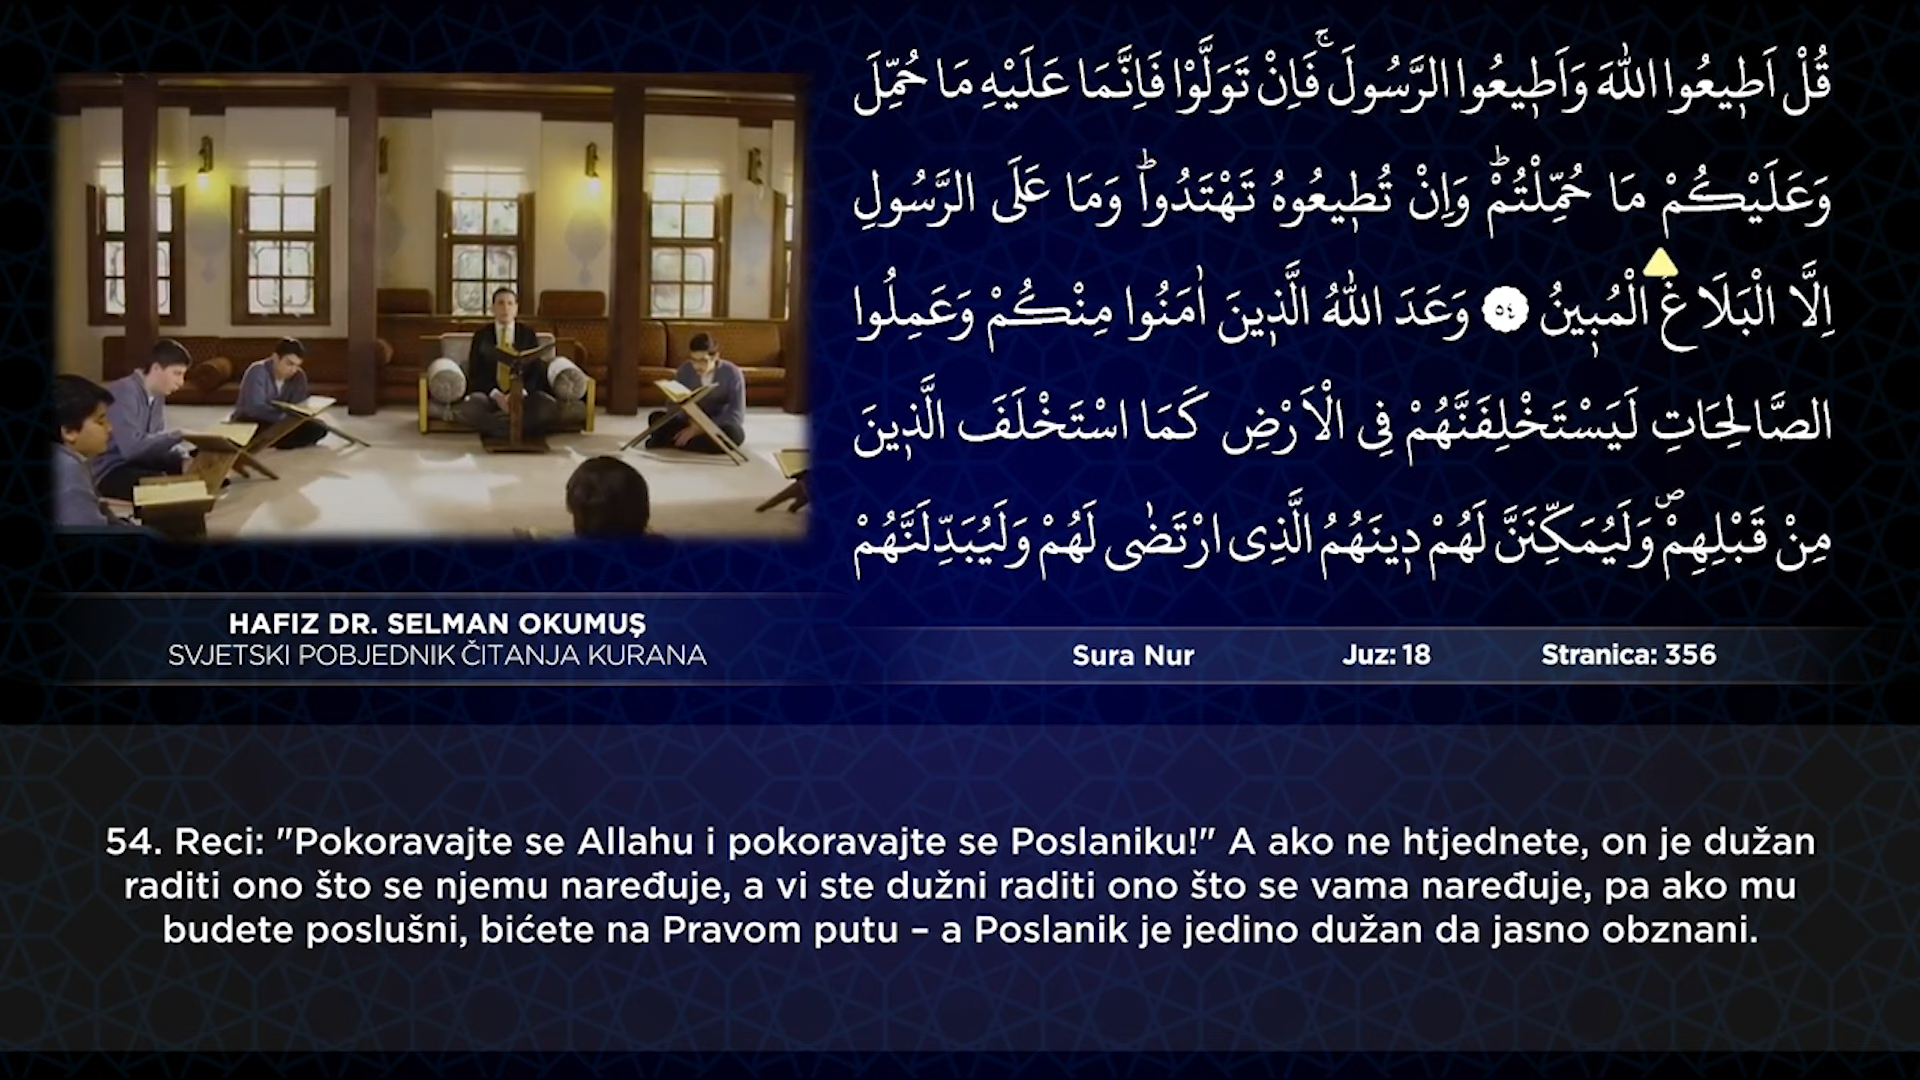 قُلْ اَط۪يعُوا اللّٰهَ وَاَط۪يعُوا الرَّسُولَۚ فَاِنْ تَوَلَّوْا فَاِنَّمَا عَلَيْهِ مَا حُمِّلَ
وَعَلَيْكُمْ مَا حُمِّلْتُمْۜ وَاِنْ تُط۪يعُوهُ تَهْتَدُواۜ وَمَا عَلَى الرَّسُولِ
اِلَّا الْبَلَاغُ الْمُب۪ينُ ﴿٥٤﴾ وَعَدَ اللّٰهُ الَّذ۪ينَ اٰمَنُوا مِنْكُمْ وَعَمِلُوا
الصَّالِحَاتِ لَيَسْتَخْلِفَنَّهُمْ فِي الْاَرْضِ كَمَا اسْتَخْلَفَ الَّذ۪ينَ
مِنْ قَبْلِهِمْۖ وَلَيُمَكِّنَنَّ لَهُمْ د۪ينَهُمُ الَّذِي ارْتَضٰى لَهُمْ وَلَيُبَدِّلَنَّهُمْ
HAFIZ DR. SELMAN OKUMUŞ
SVJETSKI POBJEDNIK ČITANJA KURANA
Sura Nur Juz: 18 Stranica: 356
54. Reci: "Pokoravajte se Allahu i pokoravajte se Poslaniku!" A ako ne htjednete, on je dužan
raditi ono što se njemu naređuje, a vi ste dužni raditi ono što se vama naređuje, pa ako mu
budete poslušni, bićete na Pravom putu – a Poslanik je jedino dužan da jasno obznani.